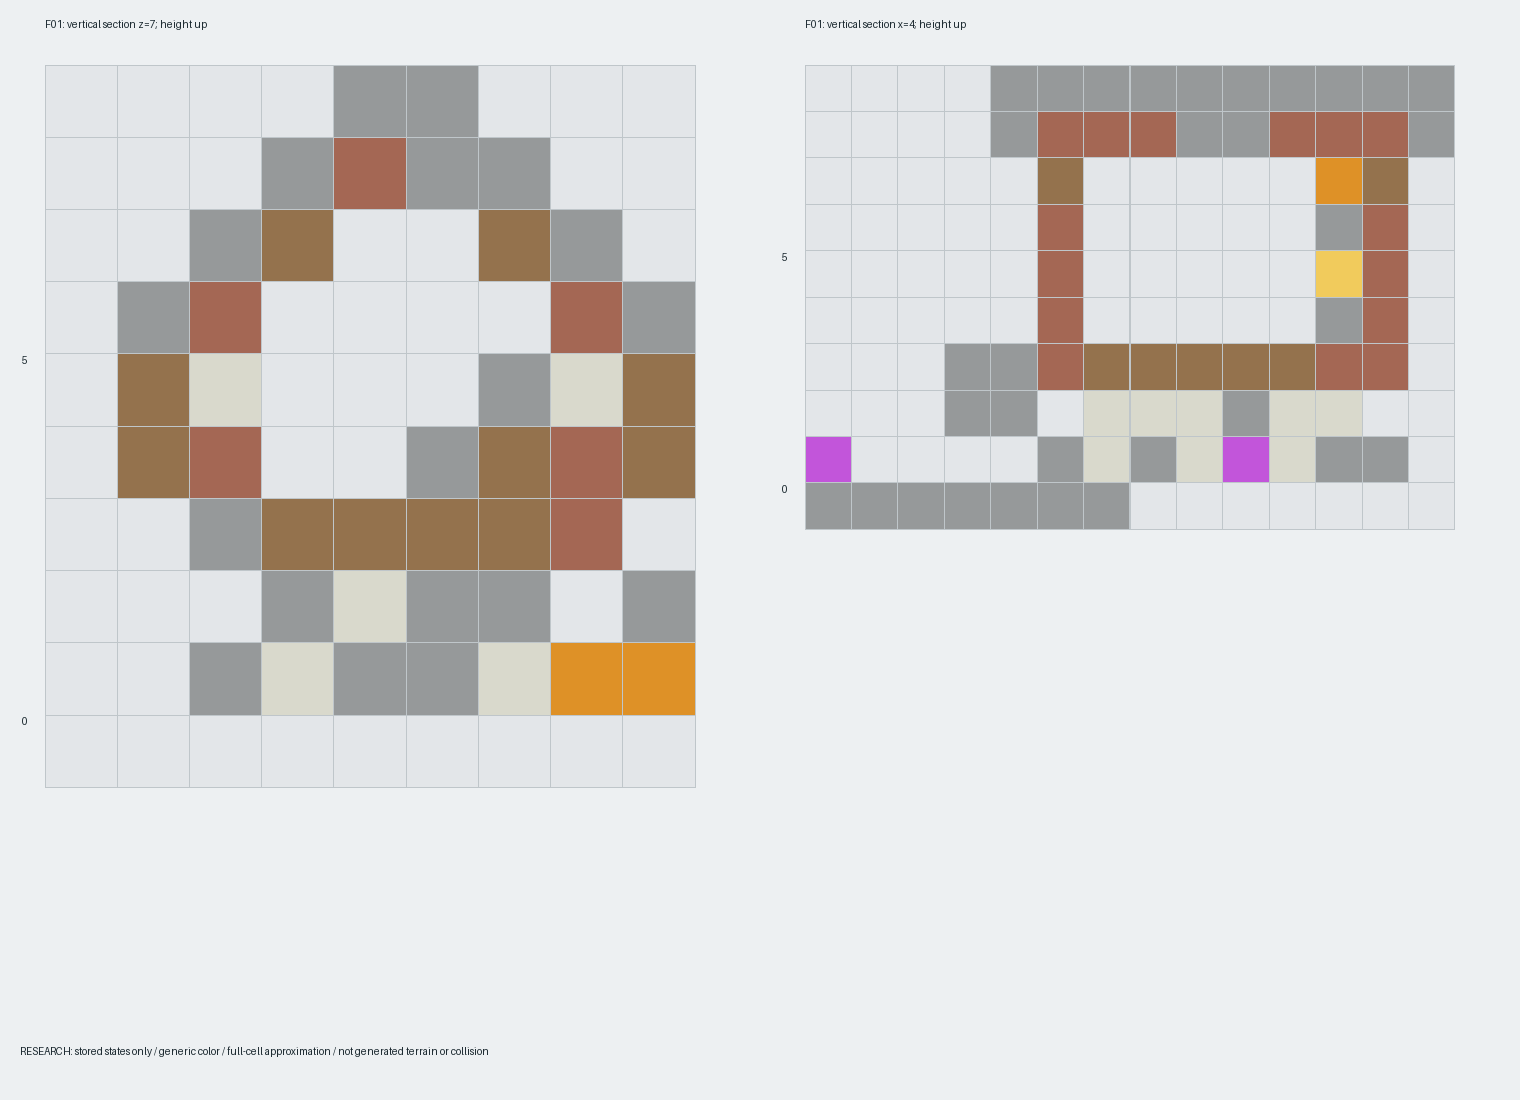 F01: vertical section z=7; height up
F01: vertical section x=4; height up
5
0
5
0
RESEARCH: stored states only / generic color / full-cell approximation / not generated terrain or collision